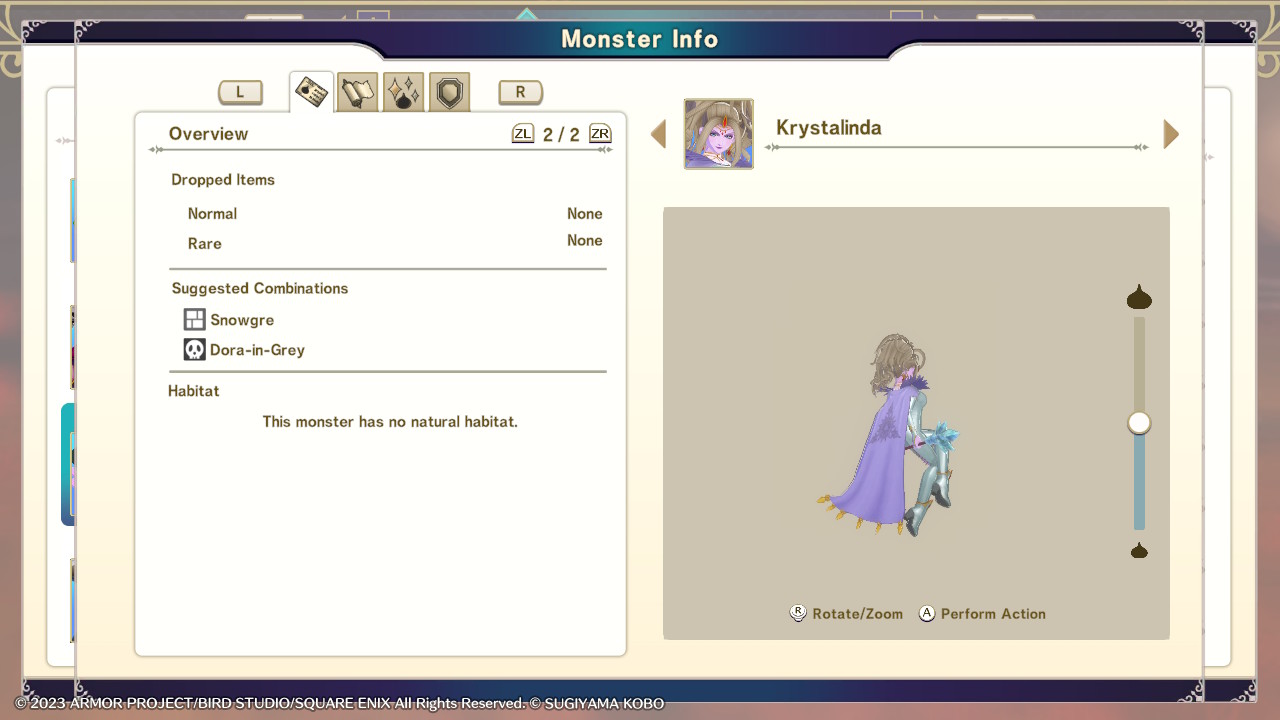 Monster Info
L
R
Overview
ZL 2 / 2 ZR
Dropped Items
Normal None
Rare None
Suggested Combinations
Snowgre
Dora-in-Grey
Habitat
This monster has no natural habitat.
Krystalinda
R Rotate/Zoom A Perform Action
© 2023 ARMOR PROJECT/BIRD STUDIO/SQUARE ENIX All Rights Reserved. © SUGIYAMA KOBO